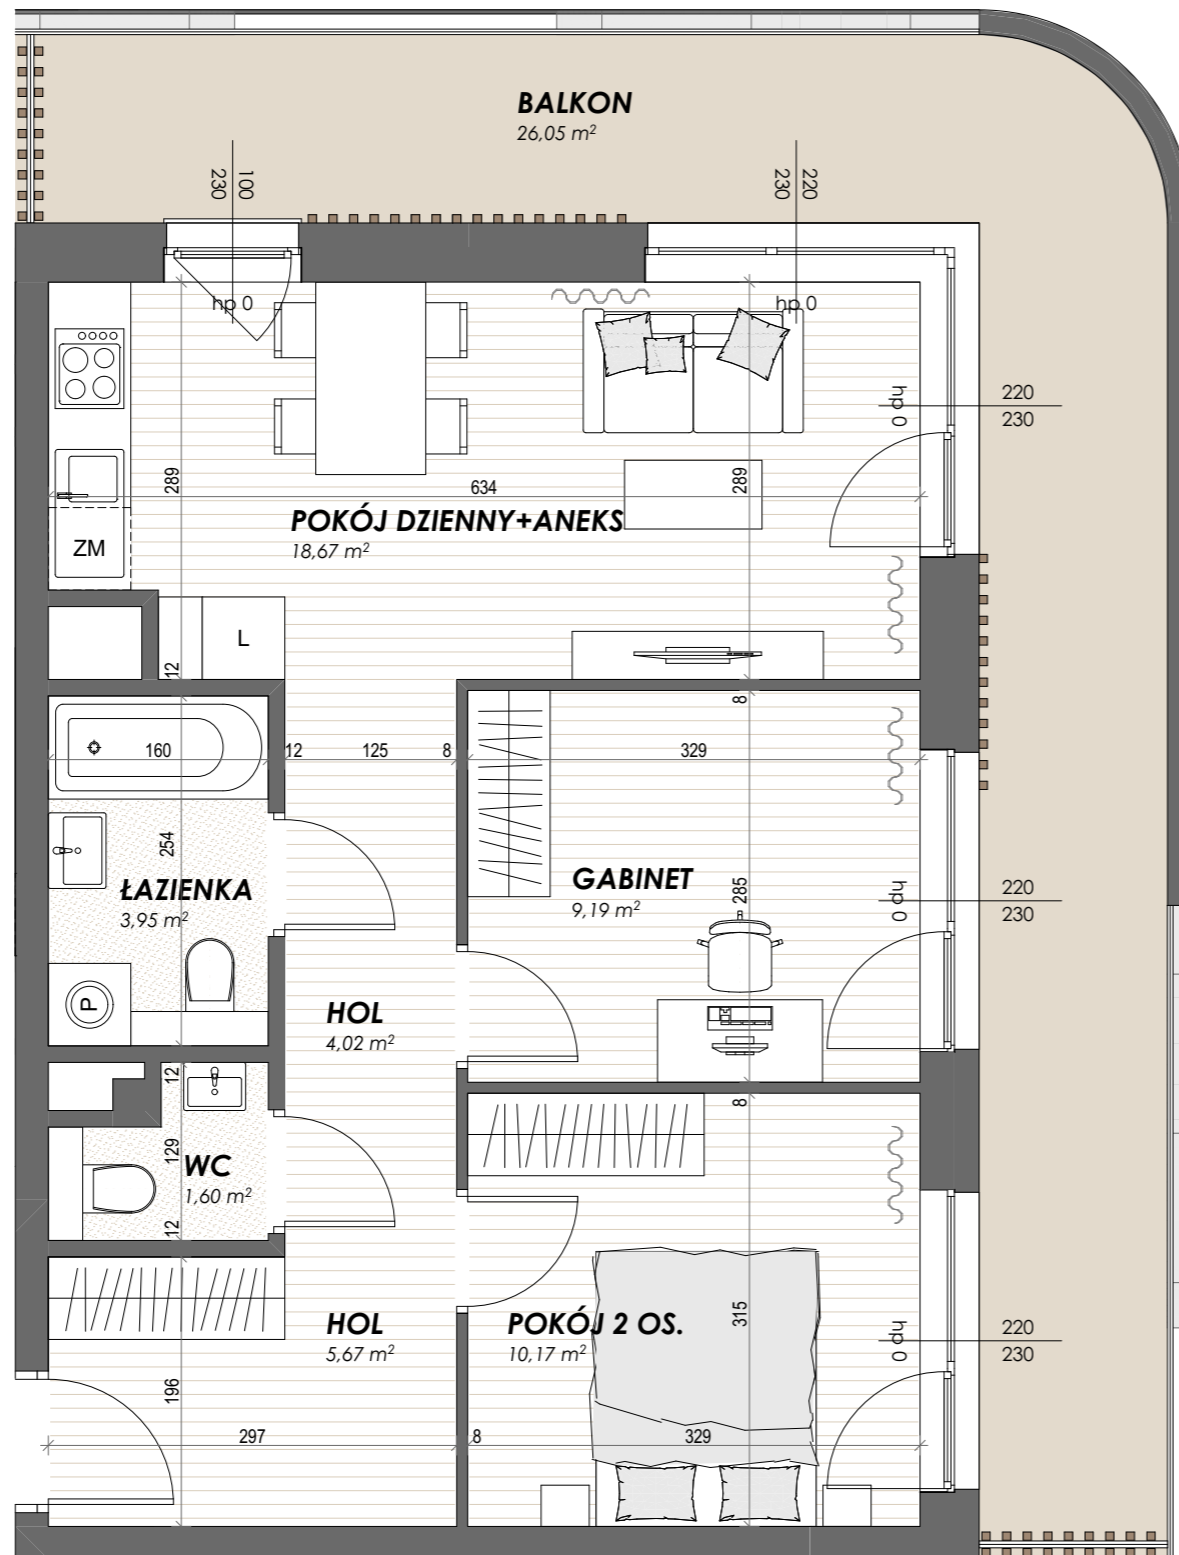 BALKON
26,05 m²
100
230
220
230
hp 0
hp 0
hp 0
220
230
289
634
289
POKÓJ DZIENNY+ANEKS
18,67 m²
ZM
L
12
8
160
12
125
8
329
254
ŁAZIENKA
3,95 m²
GABINET
9,19 m²
285
hp 0
220
230
P
HOL
4,02 m²
12
8
129
WC
1,60 m²
12
HOL
5,67 m²
POKÓJ 2 OS.
10,17 m²
315
hp 0
220
230
196
297
8
329